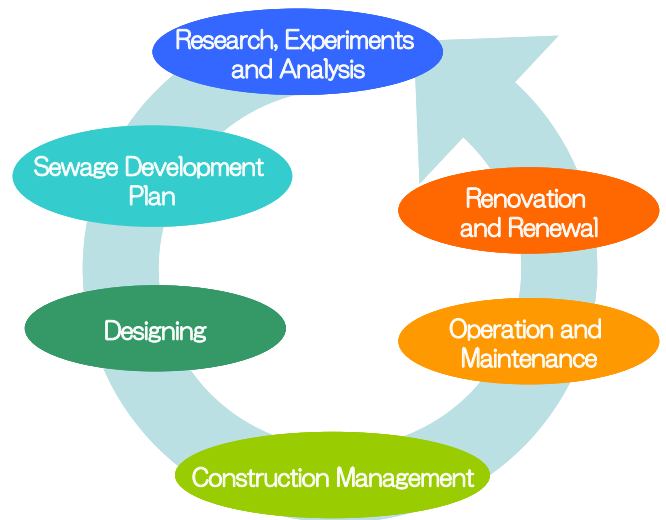 Research, Experiments
and Analysis
Sewage Development
Plan
Designing
Construction Management
Operation and
Maintenance
Renovation
and Renewal